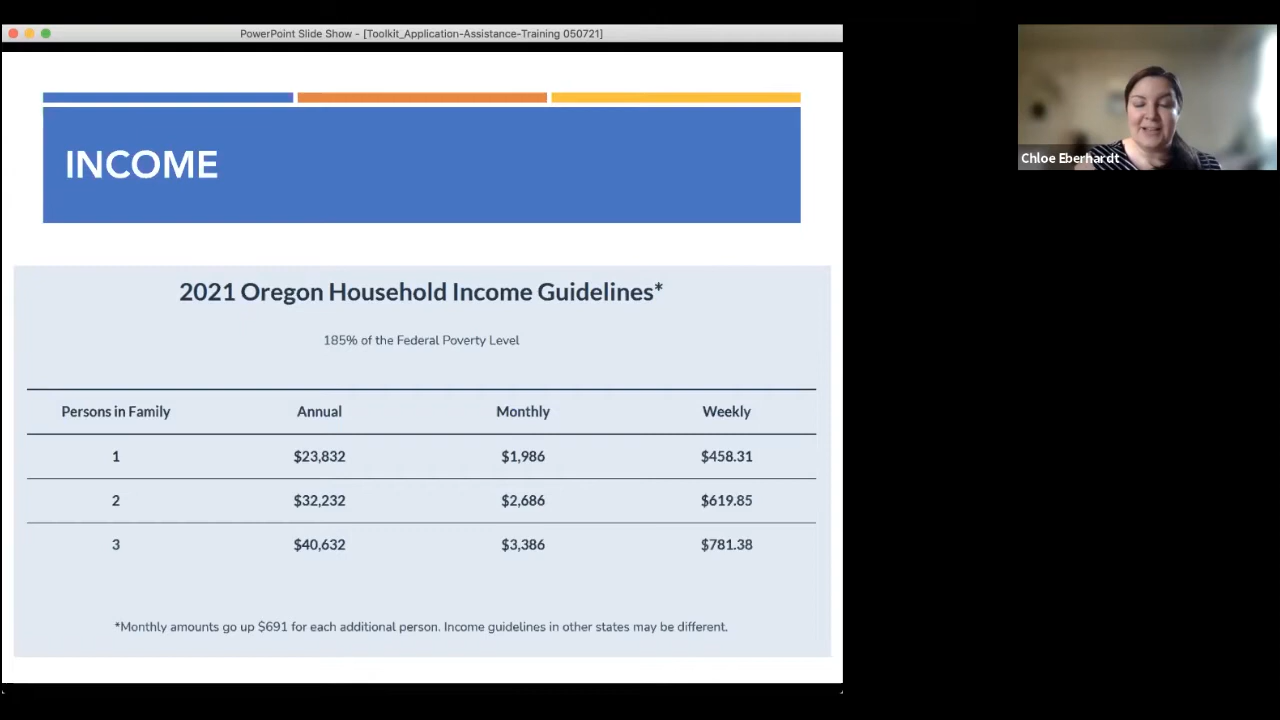 PowerPoint Slide Show - [Toolkit_Application-Assistance-Training 050721]
INCOME
2021 Oregon Household Income Guidelines*
185% of the Federal Poverty Level
Persons in Family Annual Monthly Weekly
1 $23,832 $1,986 $458.31
2 $32,232 $2,686 $619.85
3 $40,632 $3,386 $781.38
*Monthly amounts go up $691 for each additional person. Income guidelines in other states may be different.
Chloe Eberhardt